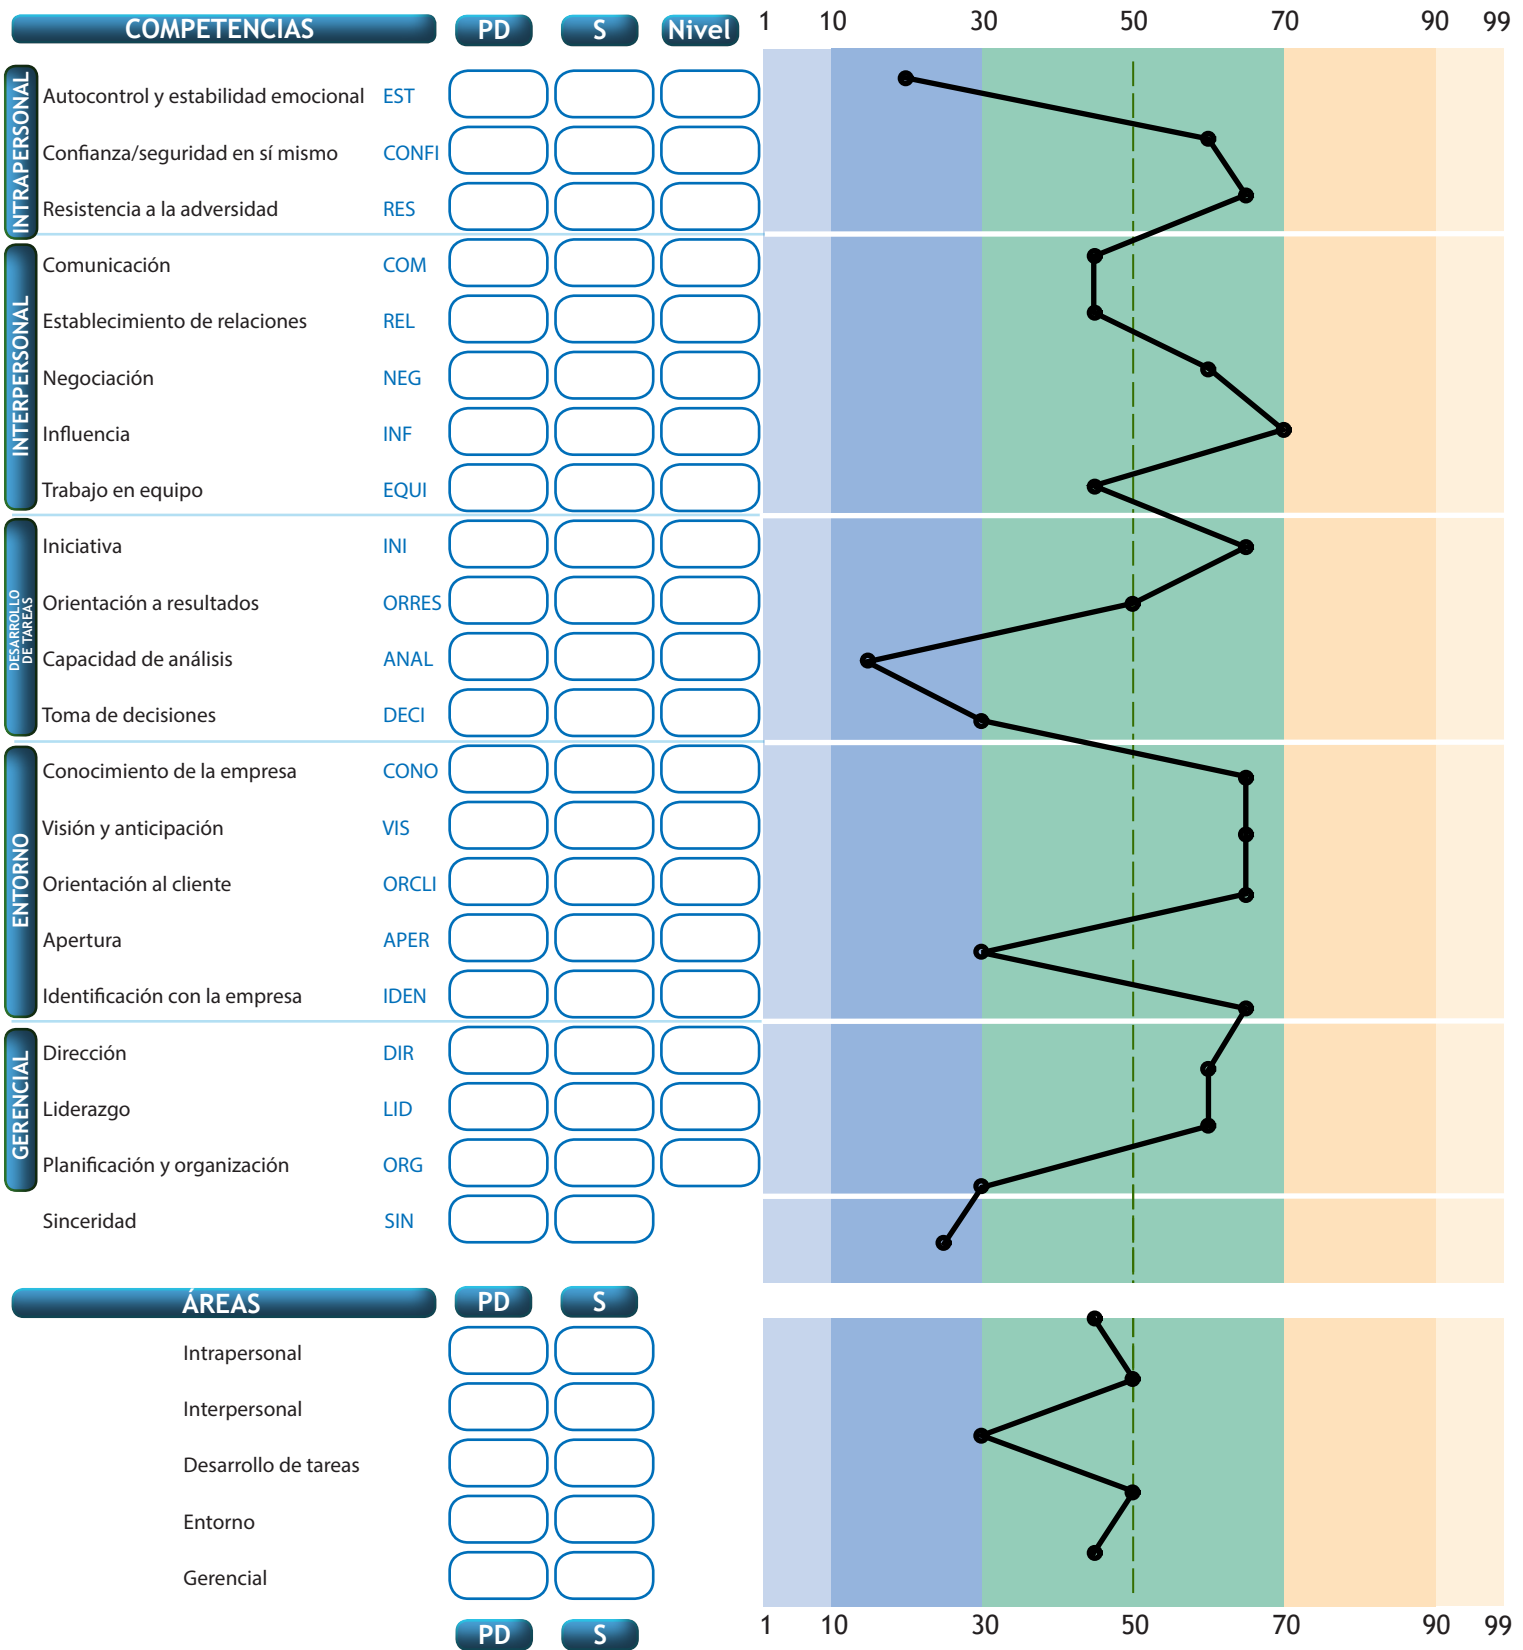 COMPETENCIAS PD S Nivel 1 10 30 50 70 90 99
INTRAPERSONAL
Autocontrol y estabilidad emocional EST
Confianza/seguridad en sí mismo CONFI
Resistencia a la adversidad RES
INTERPERSONAL
Comunicación COM
Establecimiento de relaciones REL
Negociación NEG
Influencia INF
Trabajo en equipo EQUI
DESARROLLO
DE TAREAS
Iniciativa INI
Orientación a resultados ORRES
Capacidad de análisis ANAL
Toma de decisiones DECI
ENTORNO
Conocimiento de la empresa CONO
Visión y anticipación VIS
Orientación al cliente ORCLI
Apertura APER
Identificación con la empresa IDEN
GERENCIAL
Dirección DIR
Liderazgo LID
Planificación y organización ORG
Sinceridad SIN
ÁREAS PD S
Intrapersonal
Interpersonal
Desarrollo de tareas
Entorno
Gerencial
PD S 1 10 30 50 70 90 99